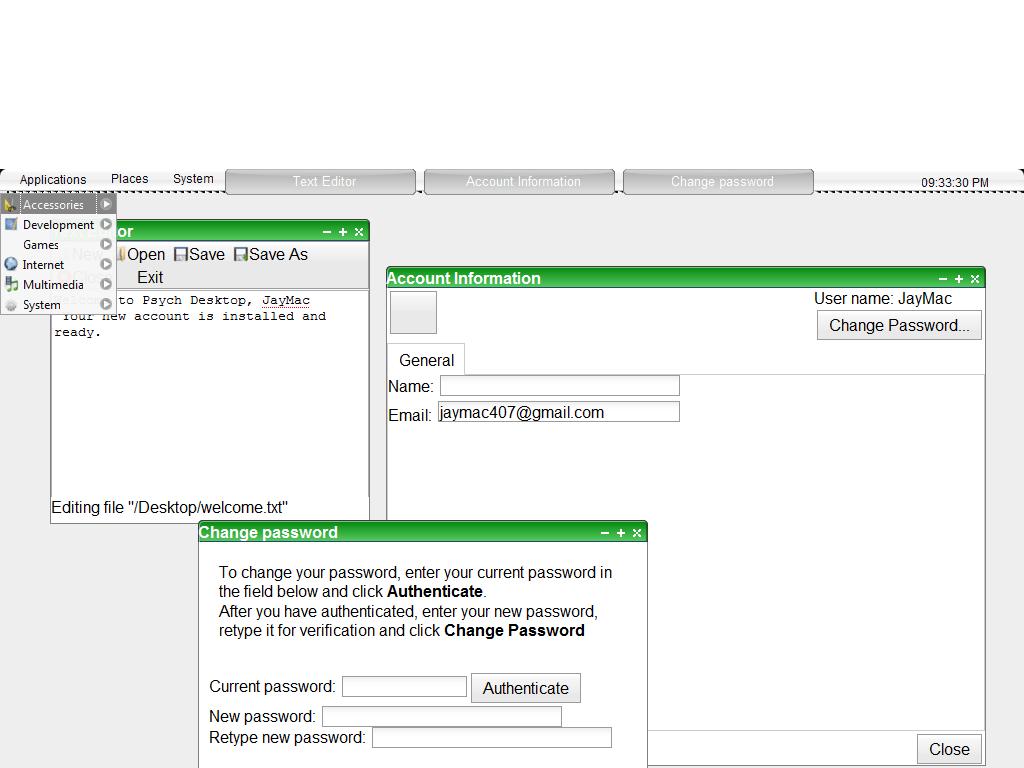 Applications Places System Text Editor Account Information Change password 09:33:30 PM
Accessories
Development
Games
Internet
Multimedia
System
or
New Open Save Save As
Close Exit
to Psych Desktop, JayMac
Your new account is installed and
ready.
Editing file "/Desktop/welcome.txt"
Account Information
User name: JayMac
Change Password...
General
Name:
Email: jaymac407@gmail.com
Close
Change password
To change your password, enter your current password in
the field below and click Authenticate.
After you have authenticated, enter your new password,
retype it for verification and click Change Password
Current password: Authenticate
New password:
Retype new password: